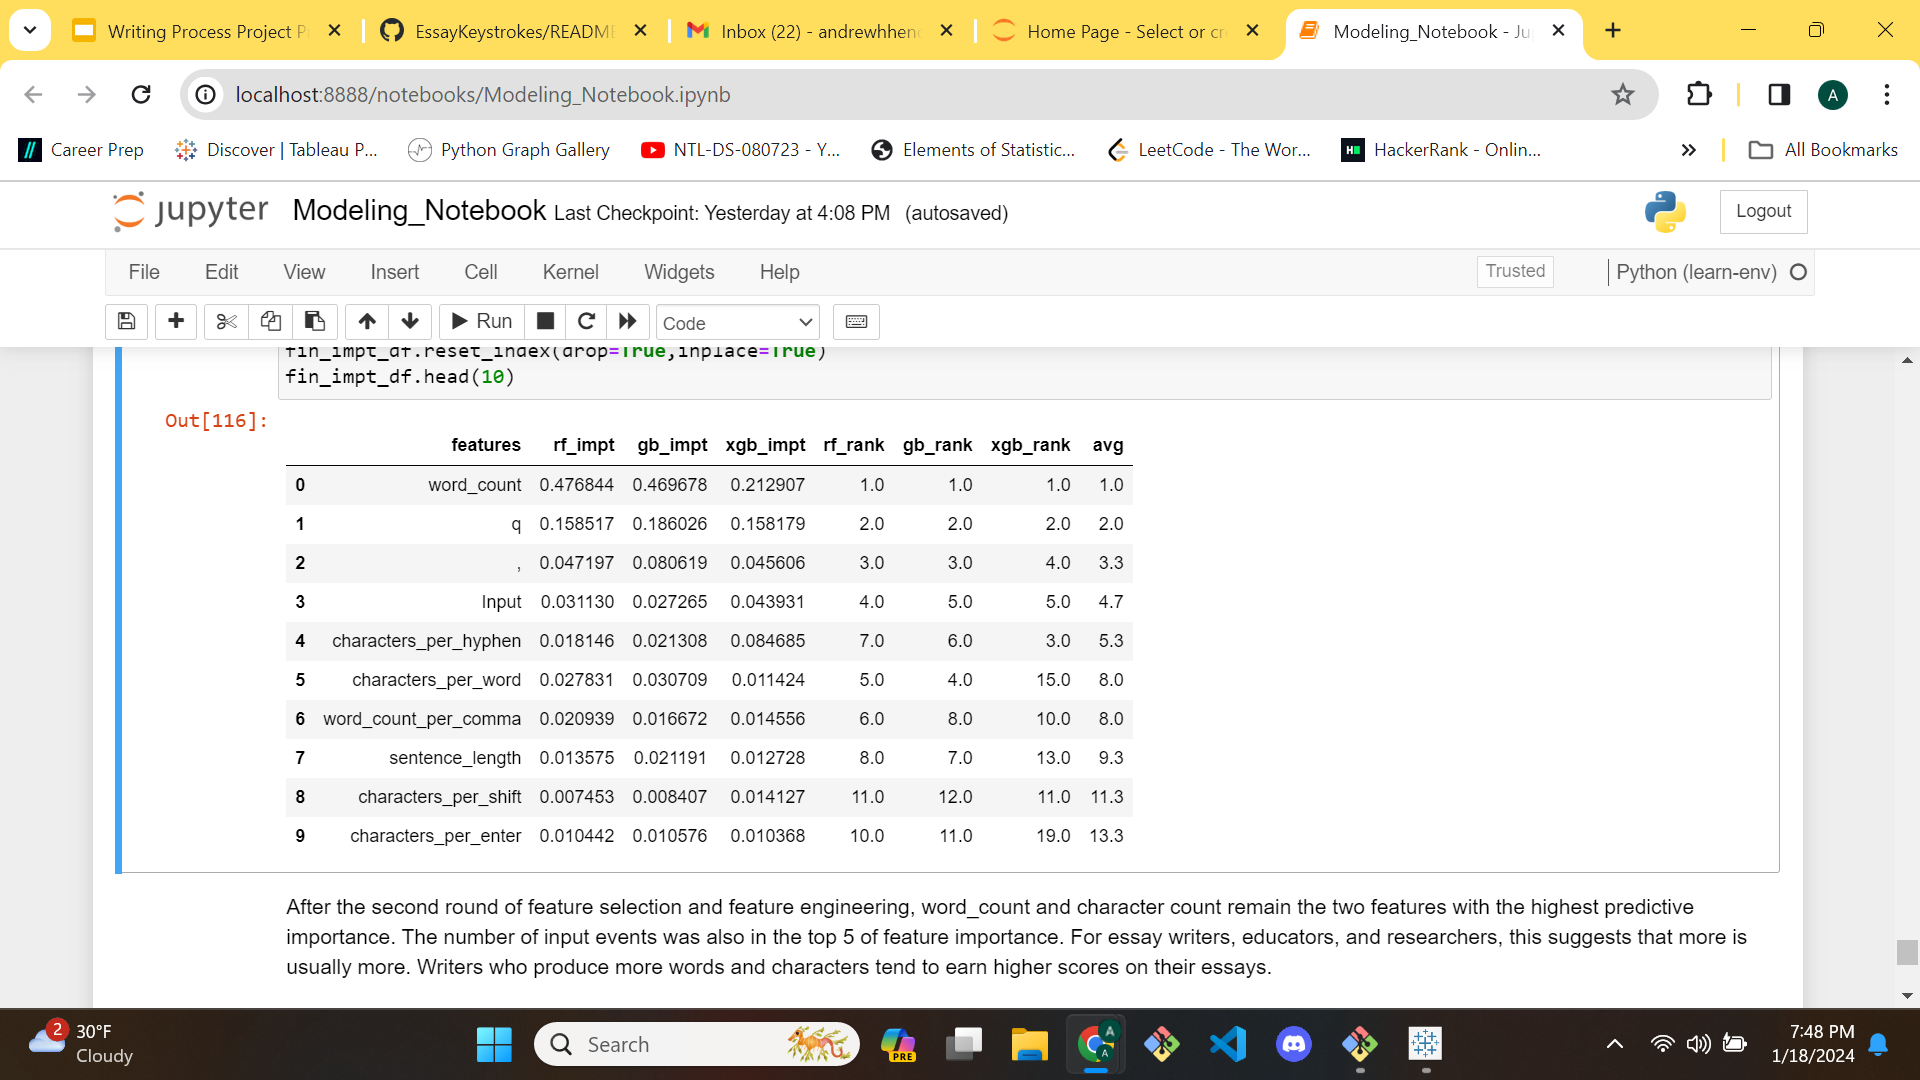 Writing Process Project P
EssayKeystrokes/README
Inbox (22) - andrewhhen
Home Page - Select or cr
Modeling_Notebook - Ju
localhost:8888/notebooks/Modeling_Notebook.ipynb
A
Career Prep
Discover | Tableau P...
Python Graph Gallery
NTL-DS-080723 - Y...
Elements of Statistic...
LeetCode - The Wor...
HackerRank - Onlin...
All Bookmarks
jupyter Modeling_Notebook Last Checkpoint: Yesterday at 4:08 PM (autosaved)
Logout
File Edit View Insert Cell Kernel Widgets Help
Trusted
Python (learn-env)
Run
Code
fin_impt_df.reset_index(drop=True,inplace=True)
fin_impt_df.head(10)
Out[116]:
features rf_impt gb_impt xgb_impt rf_rank gb_rank xgb_rank avg
0 word_count 0.476844 0.469678 0.212907 1.0 1.0 1.0 1.0
1 q 0.158517 0.186026 0.158179 2.0 2.0 2.0 2.0
2 , 0.047197 0.080619 0.045606 3.0 3.0 4.0 3.3
3 Input 0.031130 0.027265 0.043931 4.0 5.0 5.0 4.7
4 characters_per_hyphen 0.018146 0.021308 0.084685 7.0 6.0 3.0 5.3
5 characters_per_word 0.027831 0.030709 0.011424 5.0 4.0 15.0 8.0
6 word_count_per_comma 0.020939 0.016672 0.014556 6.0 8.0 10.0 8.0
7 sentence_length 0.013575 0.021191 0.012728 8.0 7.0 13.0 9.3
8 characters_per_shift 0.007453 0.008407 0.014127 11.0 12.0 11.0 11.3
9 characters_per_enter 0.010442 0.010576 0.010368 10.0 11.0 19.0 13.3
After the second round of feature selection and feature engineering, word_count and character count remain the two features with the highest predictive
importance. The number of input events was also in the top 5 of feature importance. For essay writers, educators, and researchers, this suggests that more is
usually more. Writers who produce more words and characters tend to earn higher scores on their essays.
2
30°F
Cloudy
Search
PRE
A
A
7:48 PM
1/18/2024